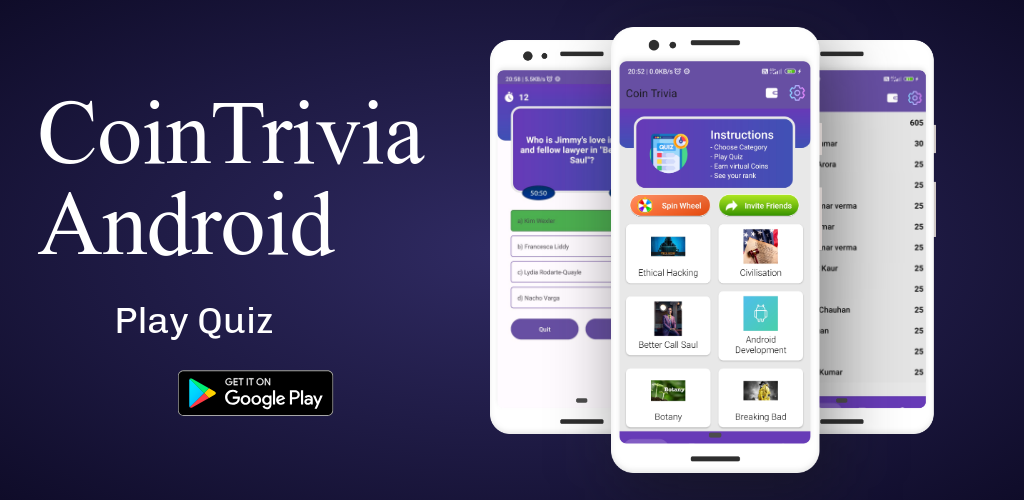 CoinTrivia
Android
Play Quiz
GET IT ON
Google Play
20:58 | 5.5KB/s
12
Who is Jimmy's love i
and fellow lawyer in "Be
Saul"?
50:50
a) Kim Wexler
b) Francesca Liddy
c) Lydia Rodarte-Quayle
d) Nacho Varga
Quit
20:52 | 0.0KB/s
Coin Trivia
QUIZ
Instructions
- Choose Category
- Play Quiz
- Earn virtual Coins
- See your rank
Spin Wheel
Invite Friends
Ethical Hacking
Civilisation
Better Call Saul
Android
Development
Botany
Botany
Breaking Bad
605
mar 30
Arora 25
25
mar verma 25
mar 25
nar verma 25
Kaur 25
25
Chauhan 25
an 25
25
Kumar 25